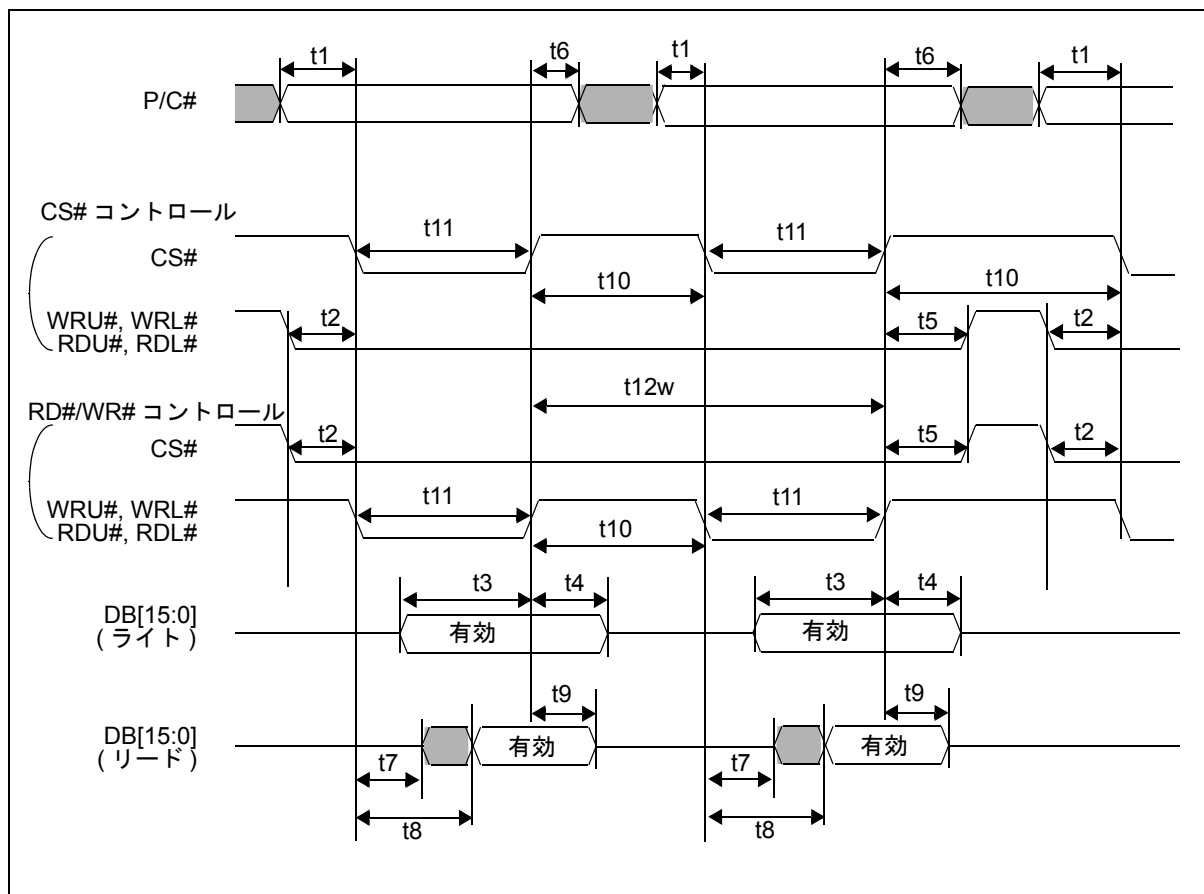 t1
t6
t1
t6
t1
P/C#
CS# コントロール
t11
t11
CS#
t10
t10
WRU#, WRL#
RDU#, RDL#
t2
t5
t2
t12w
RD#/WR# コントロール
CS#
t2
t5
t2
WRU#, WRL#
RDU#, RDL#
t11
t11
t10
t3
t4
t3
t4
DB[15:0]
( ライト )
有効
有効
t9
t9
DB[15:0]
( リード )
有効
有効
t7
t7
t8
t8